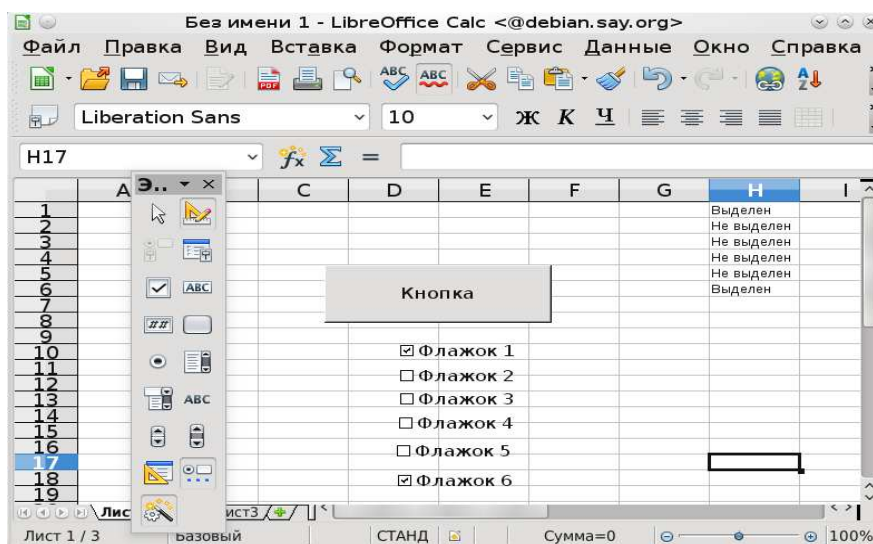 Без имени 1 - LibreOffice Calc <@debian.say.org>
Файл Правка Вид Вставка Формат Сервис Данные Окно Справка
Liberation Sans 10 Ж К Ч
H17 =
Э..
A C D E F G H I
1 Выделен
2 Не выделен
3 Не выделен
4 Не выделен
5 Не выделен
6 Выделен
7
8
9
Кнопка
10 Флажок 1
11
12 Флажок 2
13 Флажок 3
14 Флажок 4
15
16 Флажок 5
17
18 Флажок 6
19
Лис ист3
Лист 1 / 3 Базовый СТАНД Сумма=0 100%